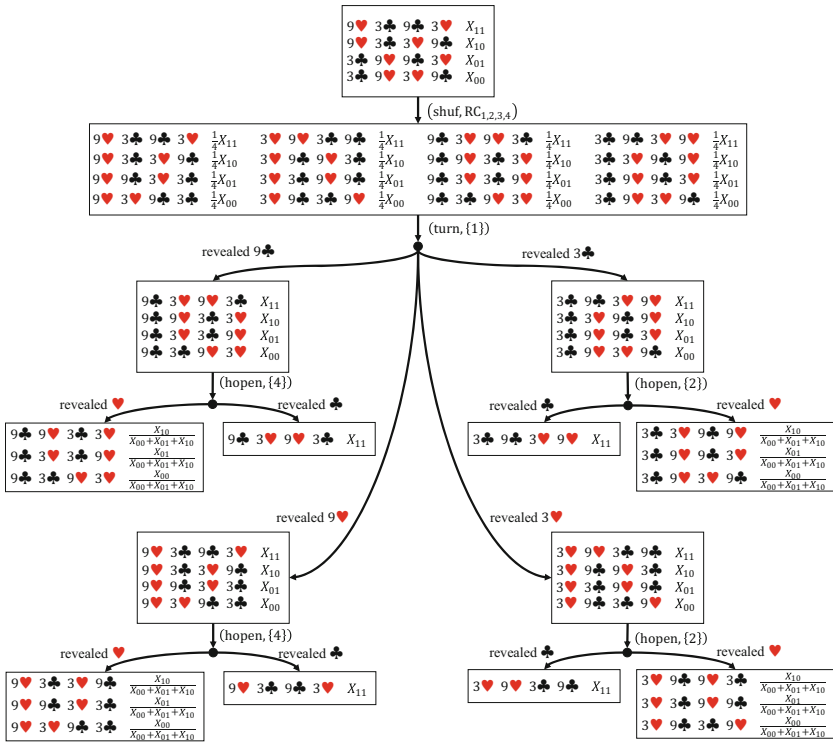 9♥ 3♣ 9♣ 3♥ X₁₁
9♥ 3♣ 3♥ 9♣ X₁₀
3♣ 9♥ 9♣ 3♥ X₀₁
3♣ 9♥ 3♥ 9♣ X₀₀
(shuf, RC₁,₂,₃,₄)
9♥ 3♣ 9♣ 3♥ ¼X₁₁ 3♥ 9♥ 3♣ 9♣ ¼X₁₁ 9♣ 3♥ 9♥ 3♣ ¼X₁₁ 3♣ 9♣ 3♥ 9♥ ¼X₁₁
9♥ 3♣ 3♥ 9♣ ¼X₁₀ 3♥ 9♣ 9♥ 3♣ ¼X₁₀ 9♣ 9♥ 3♣ 3♥ ¼X₁₀ 3♣ 3♥ 9♣ 9♥ ¼X₁₀
9♥ 9♣ 3♥ 3♣ ¼X₀₁ 3♥ 3♣ 9♥ 9♣ ¼X₀₁ 9♣ 3♥ 3♣ 9♥ ¼X₀₁ 3♣ 9♥ 9♣ 3♥ ¼X₀₁
9♥ 3♥ 9♣ 3♣ ¼X₀₀ 3♥ 9♣ 3♣ 9♥ ¼X₀₀ 9♣ 3♣ 9♥ 3♥ ¼X₀₀ 3♣ 9♥ 3♥ 9♣ ¼X₀₀
(turn, {1})
revealed 9♣ revealed 3♣
9♣ 3♥ 9♥ 3♣ X₁₁
9♣ 9♥ 3♣ 3♥ X₁₀
9♣ 3♥ 3♣ 9♥ X₀₁
9♣ 3♣ 9♥ 3♥ X₀₀
3♣ 9♣ 3♥ 9♥ X₁₁
3♣ 3♥ 9♣ 9♥ X₁₀
3♣ 9♥ 9♣ 3♥ X₀₁
3♣ 9♥ 3♥ 9♣ X₀₀
(hopen, {4}) (hopen, {2})
revealed ♥ revealed ♣ revealed ♣ revealed ♥
9♣ 9♥ 3♣ 3♥ X₁₀/(X₀₀+X₀₁+X₁₀)
9♣ 3♥ 3♣ 9♥ X₀₁/(X₀₀+X₀₁+X₁₀)
9♣ 3♣ 9♥ 3♥ X₀₀/(X₀₀+X₀₁+X₁₀)
9♣ 3♥ 9♥ 3♣ X₁₁
3♣ 9♣ 3♥ 9♥ X₁₁
3♣ 3♥ 9♣ 9♥ X₁₀/(X₀₀+X₀₁+X₁₀)
3♣ 9♥ 9♣ 3♥ X₀₁/(X₀₀+X₀₁+X₁₀)
3♣ 9♥ 3♥ 9♣ X₀₀/(X₀₀+X₀₁+X₁₀)
revealed 9♥ revealed 3♥
9♥ 3♣ 9♣ 3♥ X₁₁
9♥ 3♣ 3♥ 9♣ X₁₀
9♥ 9♣ 3♥ 3♣ X₀₁
9♥ 3♥ 9♣ 3♣ X₀₀
3♥ 9♥ 3♣ 9♣ X₁₁
3♥ 9♣ 9♥ 3♣ X₁₀
3♥ 3♣ 9♥ 9♣ X₀₁
3♥ 9♣ 3♣ 9♥ X₀₀
(hopen, {4}) (hopen, {2})
revealed ♥ revealed ♣ revealed ♣ revealed ♥
9♥ 3♣ 3♥ 9♣ X₁₀/(X₀₀+X₀₁+X₁₀)
9♥ 9♣ 3♥ 3♣ X₀₁/(X₀₀+X₀₁+X₁₀)
9♥ 3♥ 9♣ 3♣ X₀₀/(X₀₀+X₀₁+X₁₀)
9♥ 3♣ 9♣ 3♥ X₁₁
3♥ 9♥ 3♣ 9♣ X₁₁
3♥ 9♣ 9♥ 3♣ X₁₀/(X₀₀+X₀₁+X₁₀)
3♥ 3♣ 9♥ 9♣ X₀₁/(X₀₀+X₀₁+X₁₀)
3♥ 9♣ 3♣ 9♥ X₀₀/(X₀₀+X₀₁+X₁₀)